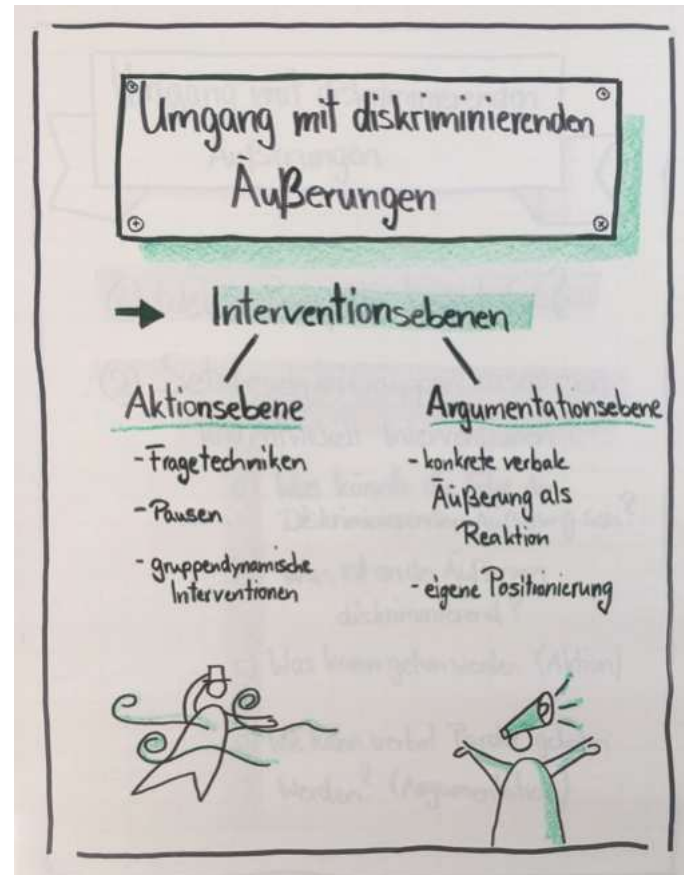 Umgang mit diskriminierenden
Äußerungen
Interventionsebenen
Aktionsebene
- Fragetechniken
- Pausen
- gruppendynamische
Interventionen
Argumentationsebene
- konkrete verbale
Äußerung als
Reaktion
- eigene Positionierung